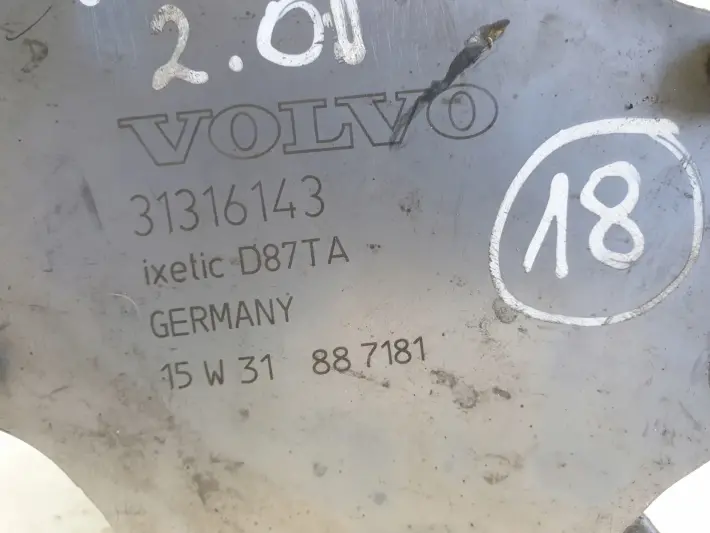 2.0
VOLVO
31316143
ixetic D87TA
GERMANY
15 W 31 88 7181
18